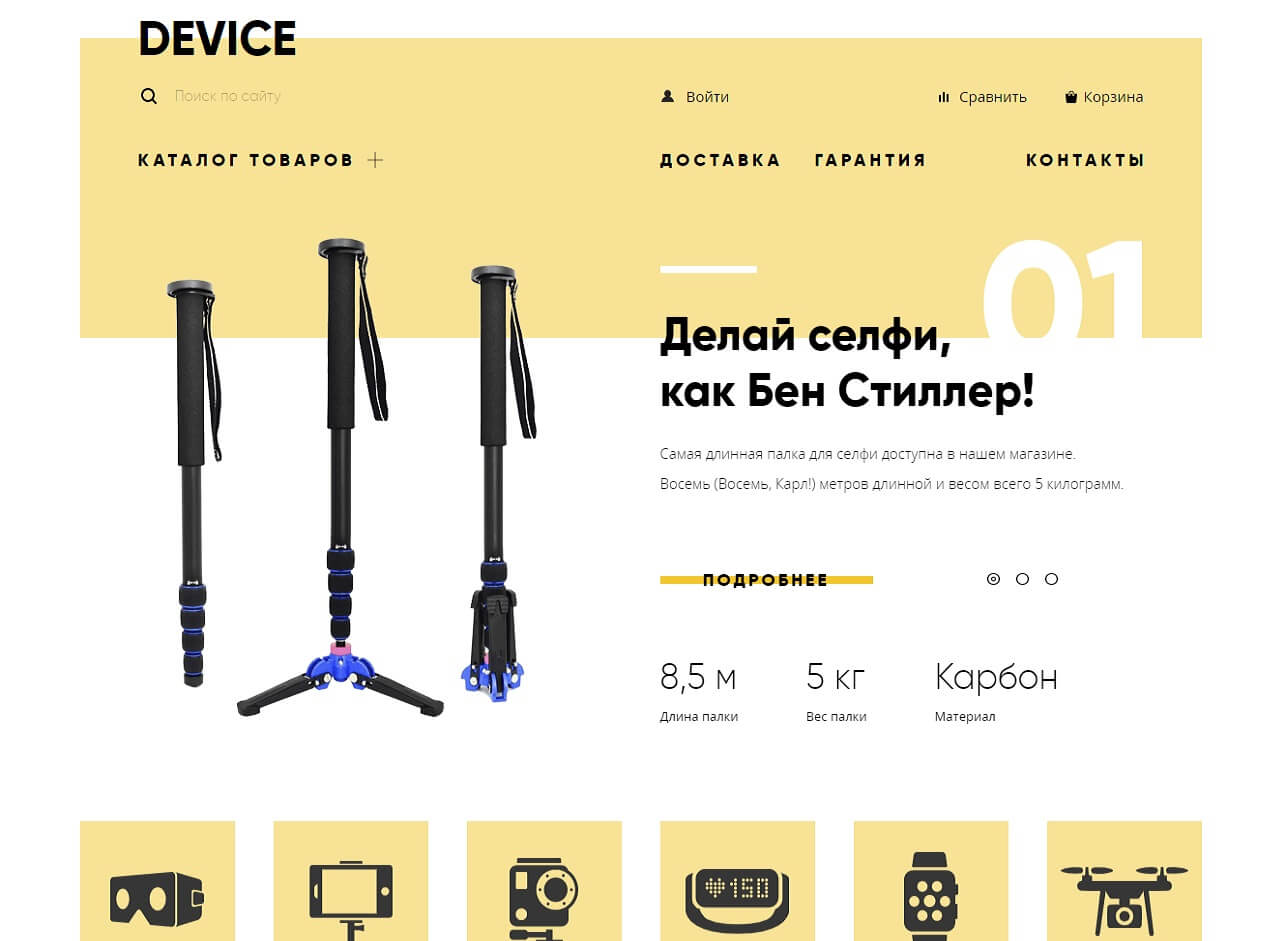 DEVICE
Поиск по сайту
Войти
Сравнить
Корзина
КАТАЛОГ ТОВАРОВ
ДОСТАВКА
ГАРАНТИЯ
КОНТАКТЫ
01
Делай селфи,
как Бен Стиллер!
Самая длинная палка для селфи доступна в нашем магазине.
Восемь (Восемь, Карл!) метров длинной и весом всего 5 килограмм.
ПОДРОБНЕЕ
8,5 м
5 кг
Карбон
Длина палки
Вес палки
Материал
150